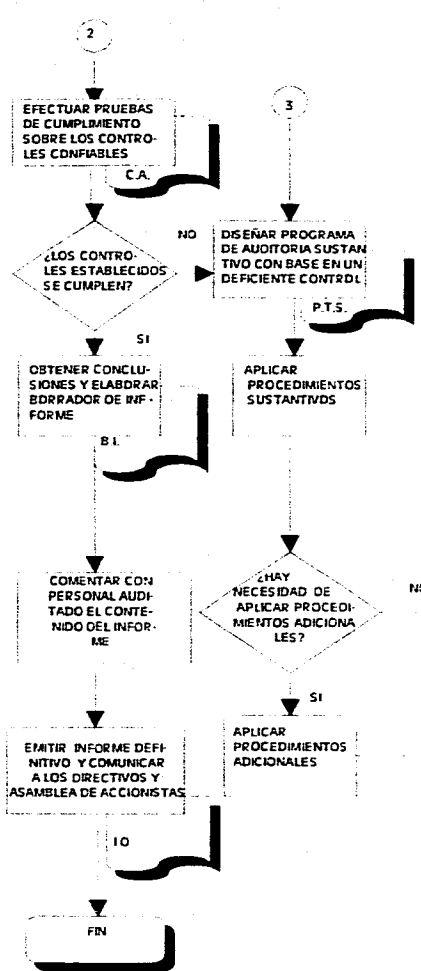 2
EFECTUAR PRUEBAS
DE CUMPLIMIENTO
SOBRE LOS CONTRO-
LES CONFIABLES
C.A.
¿LOS CONTRO-
LES ESTABLECIDOS
SE CUMPLEN?
NO
SI
OBTENER CONCLU-
SIONES Y ELABORAR
BORRADOR DE INF-
FORME
B I.
COMENTAR CON
PERSONAL AUDI-
TADO EL CONTE-
NIDO DEL INFOR-
ME
EMITIR INFORME DEFI-
NITIVO Y COMUNICAR
A LOS DIRECTIVOS Y
ASAMBLEA DE ACCIONISTAS
FIN
3
DISEÑAR PROGRAMA
DE AUDITORIA SUSTAN
TIVO CON BASE EN UN
DEFICIENTE CONTROL
P.T.S.
APLICAR
PROCEDIMIENTOS
SUSTANTIVOS
¿HAY
NECESIDAD DE
APLICAR PROCEDI-
MIENTOS ADICIONA
LES?
SI
APLICAR
PROCEDIMIENTOS
ADICIONALES